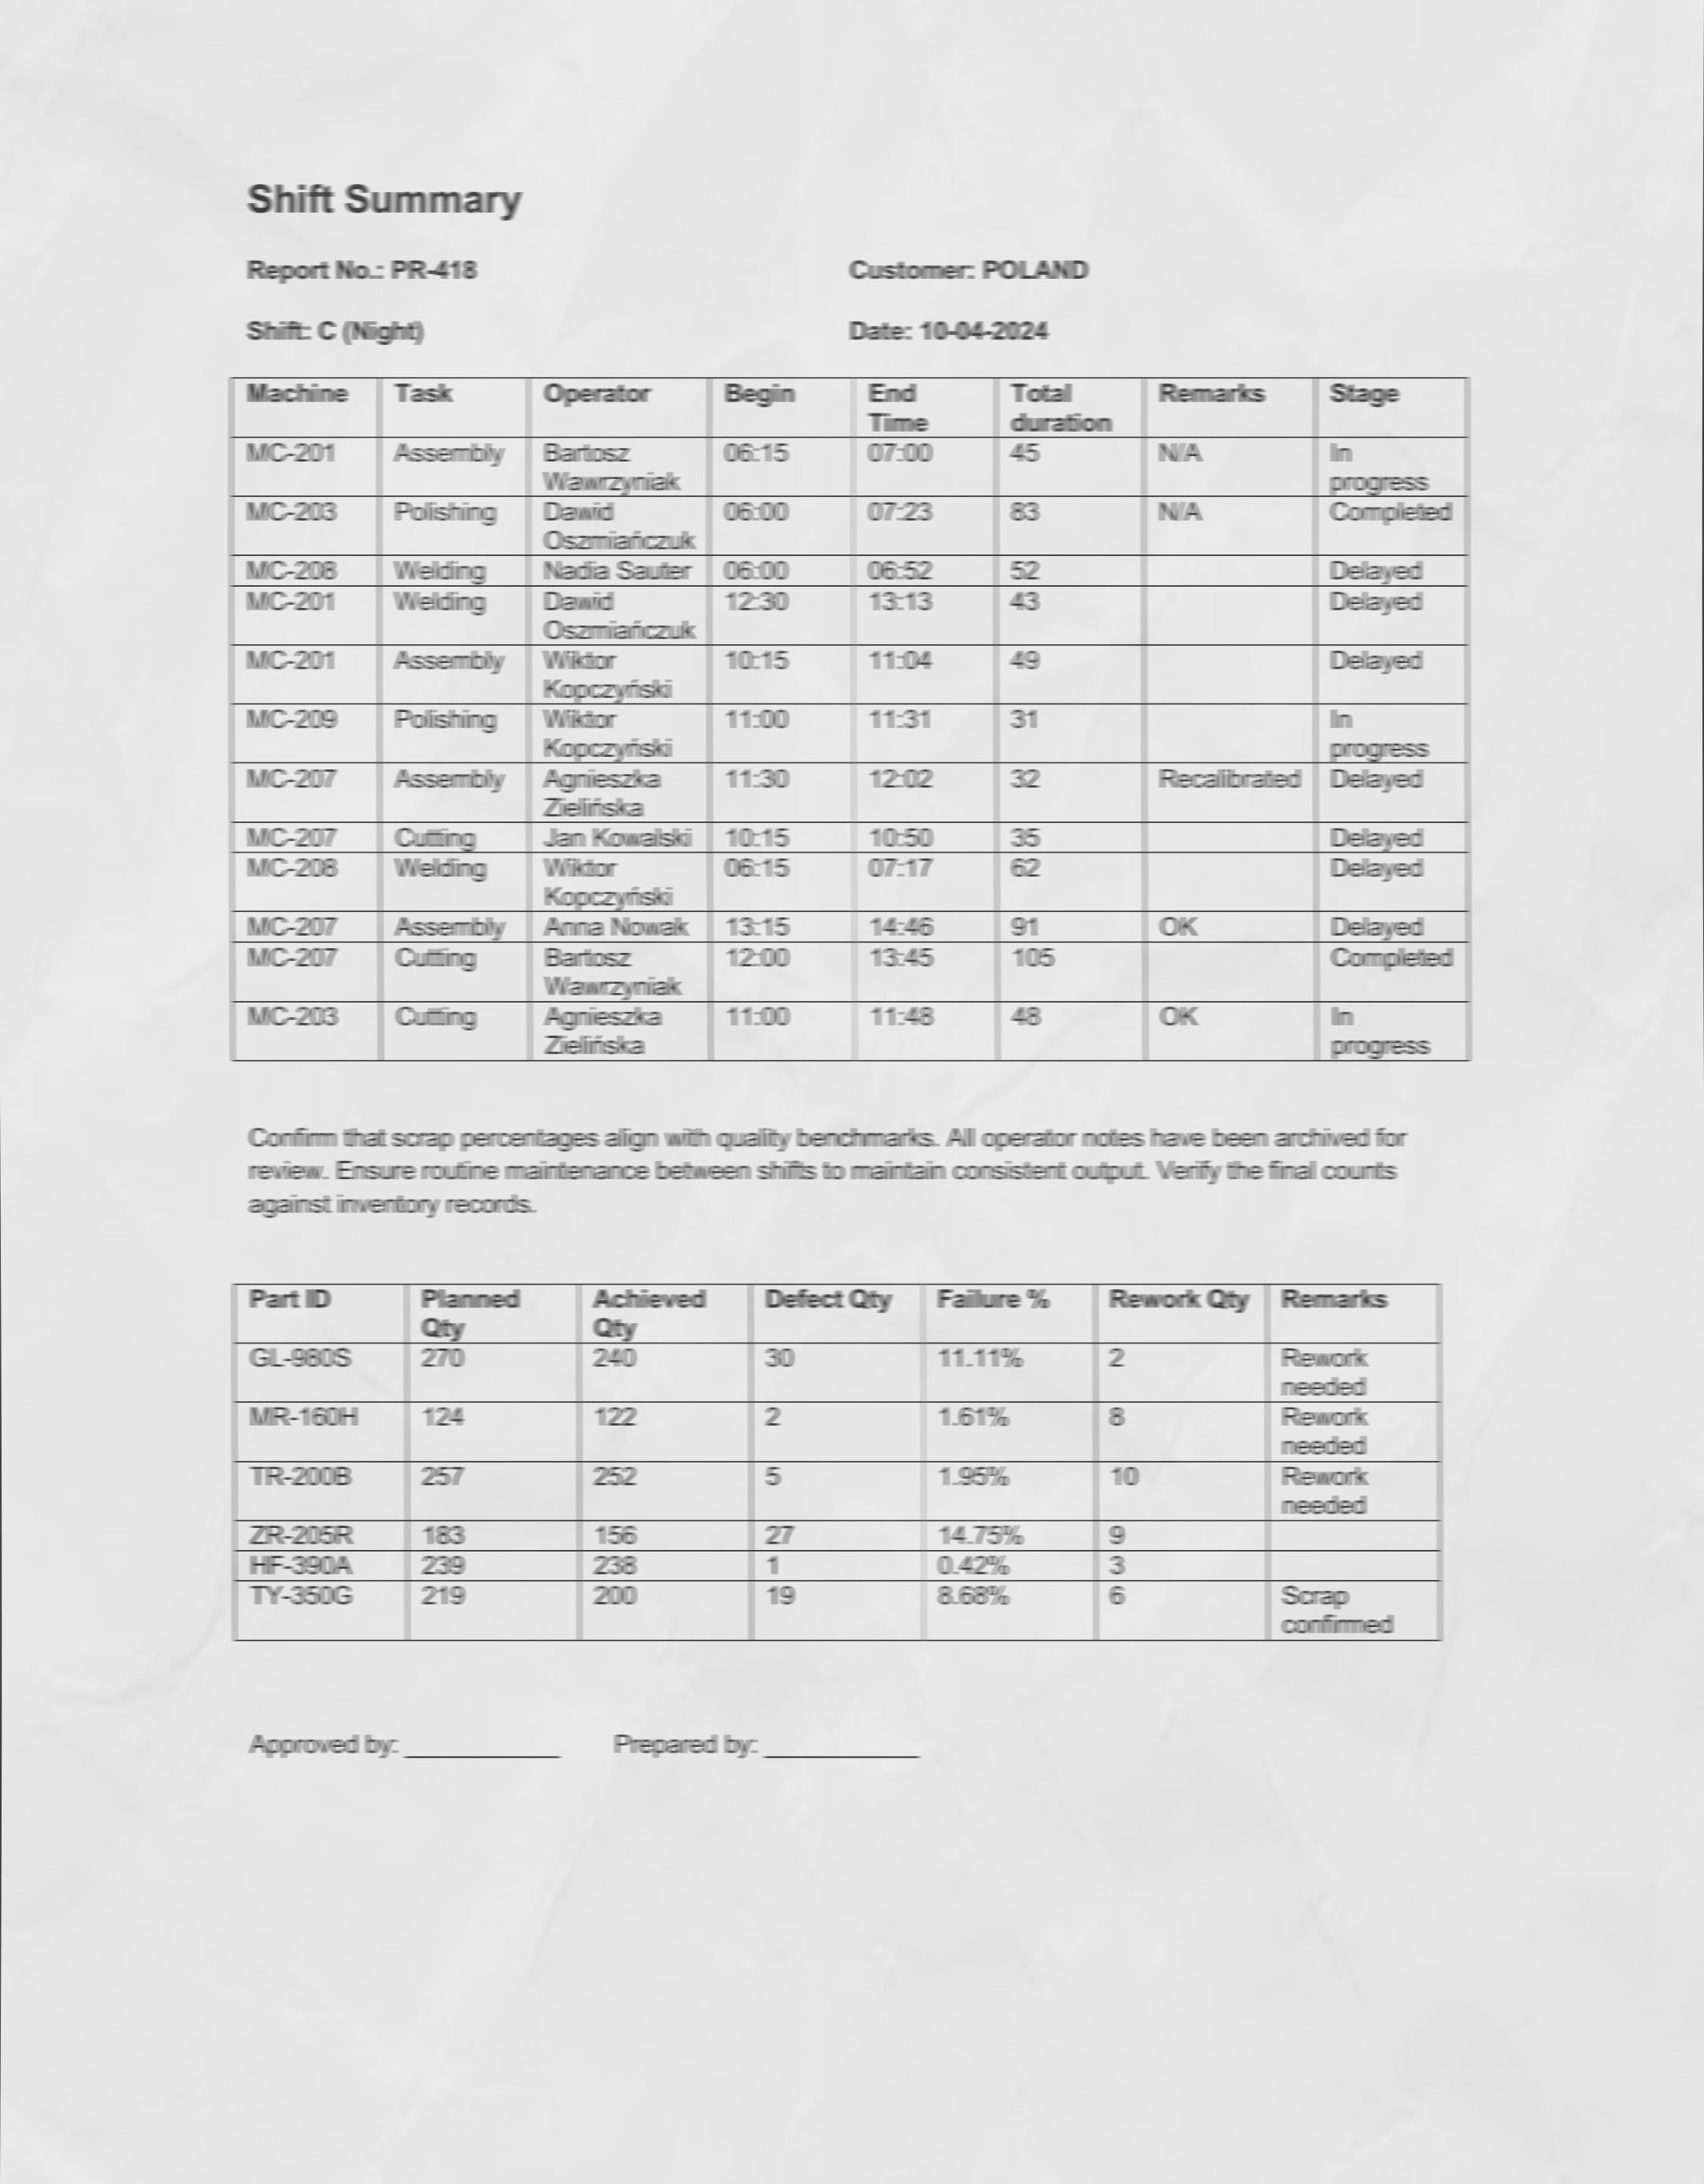 Shift Summary
Report No.: PR-418 Customer: POLAND
Shift: C (Night) Date: 10-04-2024
Machine Task Operator Begin End Time Total duration Remarks Stage
MC-201 Assembly Bartosz Wawrzyniak 06:15 07:00 45 N/A In progress
MC-203 Polishing Dawid Oszmiańczuk 06:00 07:23 83 N/A Completed
MC-208 Welding Nadia Sauter 06:00 06:52 52 Delayed
MC-201 Welding Dawid Oszmiańczuk 12:30 13:13 43 Delayed
MC-201 Assembly Wiktor Kopczyński 10:15 11:04 49 Delayed
MC-209 Polishing Wiktor Kopczyński 11:00 11:31 31 In progress
MC-207 Assembly Agnieszka Zielińska 11:30 12:02 32 Recalibrated Delayed
MC-207 Cutting Jan Kowalski 10:15 10:50 35 Delayed
MC-208 Welding Wiktor Kopczyński 06:15 07:17 62 Delayed
MC-207 Assembly Anna Nowak 13:15 14:46 91 OK Delayed
MC-207 Cutting Bartosz Wawrzyniak 12:00 13:45 105 Completed
MC-203 Cutting Agnieszka Zielińska 11:00 11:48 48 OK In progress
Confirm that scrap percentages align with quality benchmarks. All operator notes have been archived for
review. Ensure routine maintenance between shifts to maintain consistent output. Verify the final counts
against inventory records.
Part ID Planned Qty Achieved Qty Defect Qty Failure % Rework Qty Remarks
GL-980S 270 240 30 11.11% 2 Rework needed
MR-160H 124 122 2 1.61% 8 Rework needed
TR-200B 257 252 5 1.95% 10 Rework needed
ZR-205R 183 156 27 14.75% 9
HF-390A 239 238 1 0.42% 3
TY-350G 219 200 19 8.68% 6 Scrap confirmed
Approved by: ____________ Prepared by: ____________